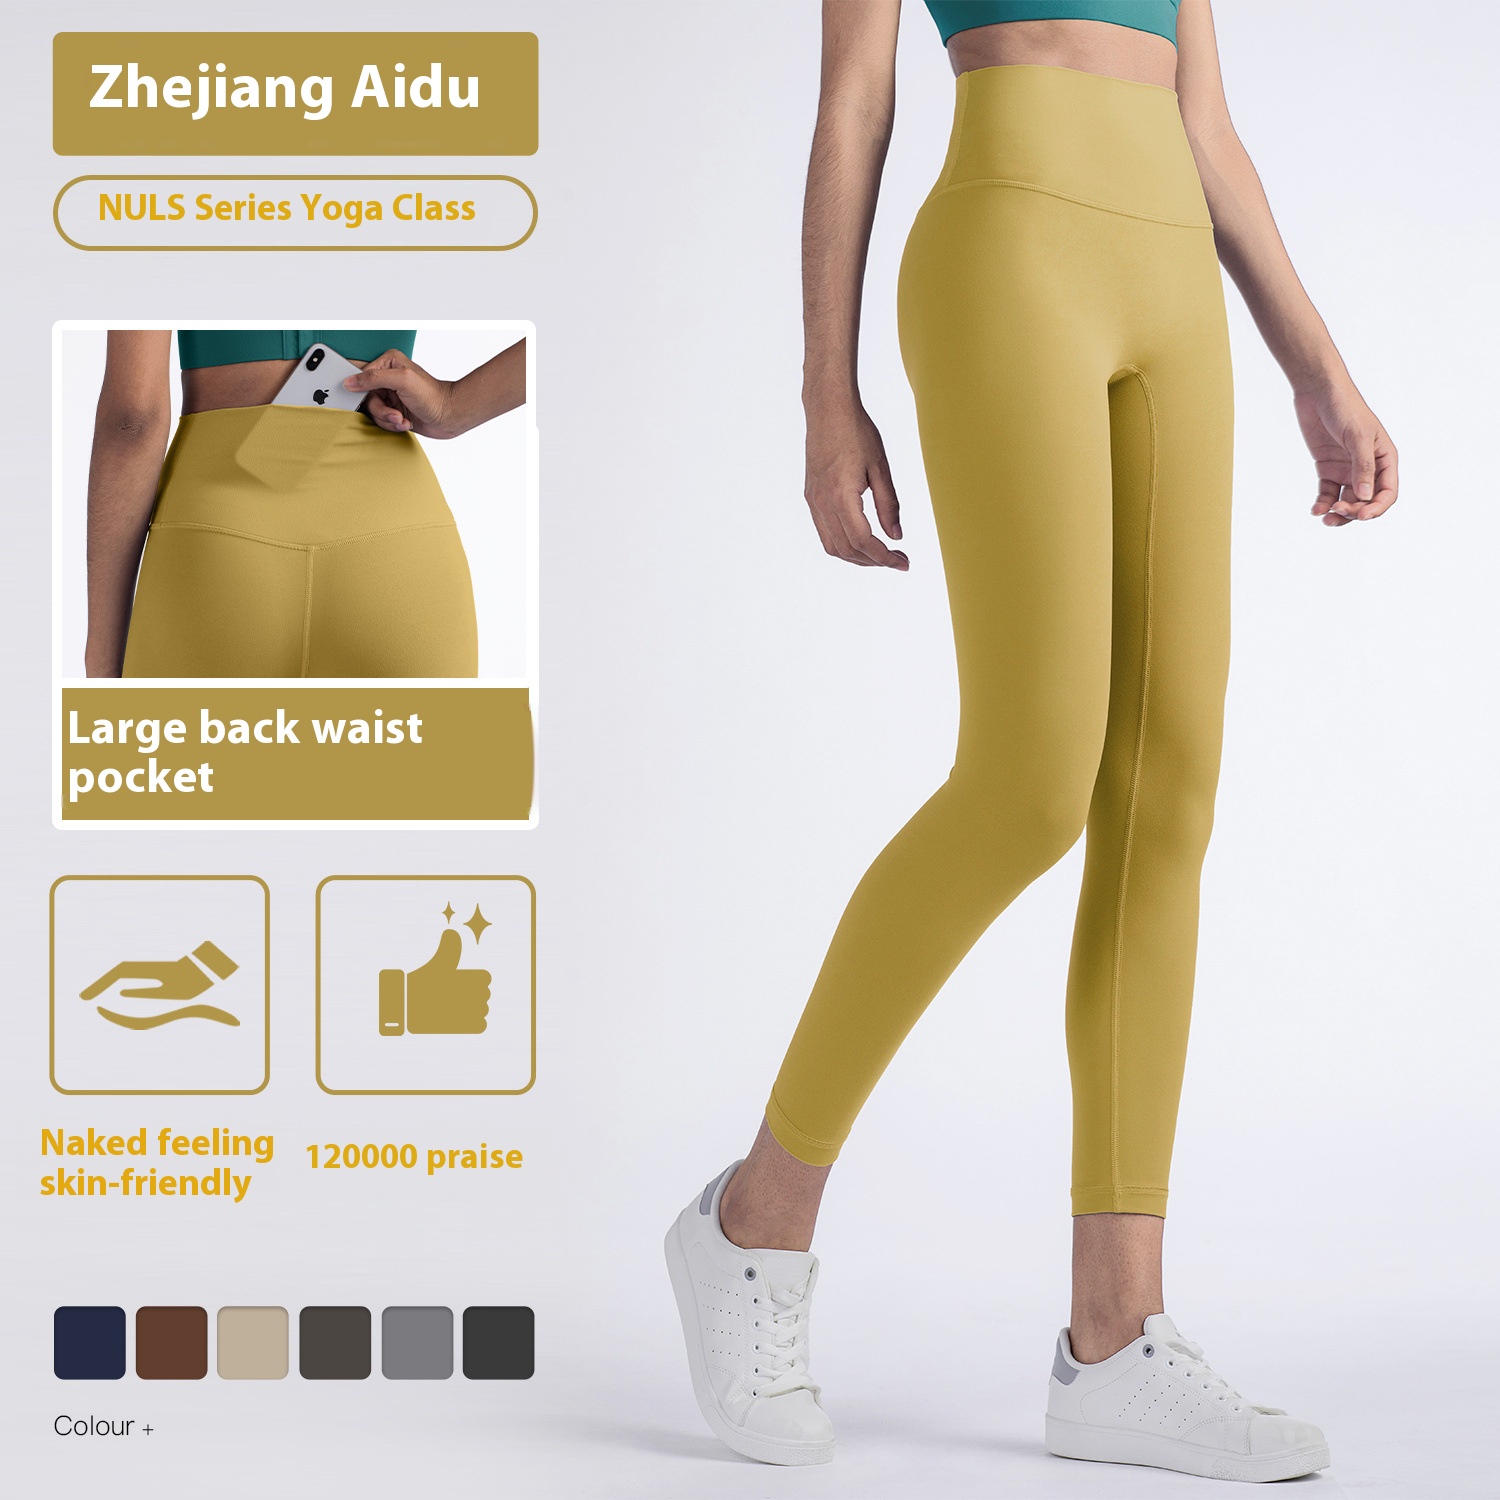 Zhejiang Aidu
NULS Series Yoga Class
Large back waist
pocket
Naked feeling
skin-friendly
120000 praise
Colour +